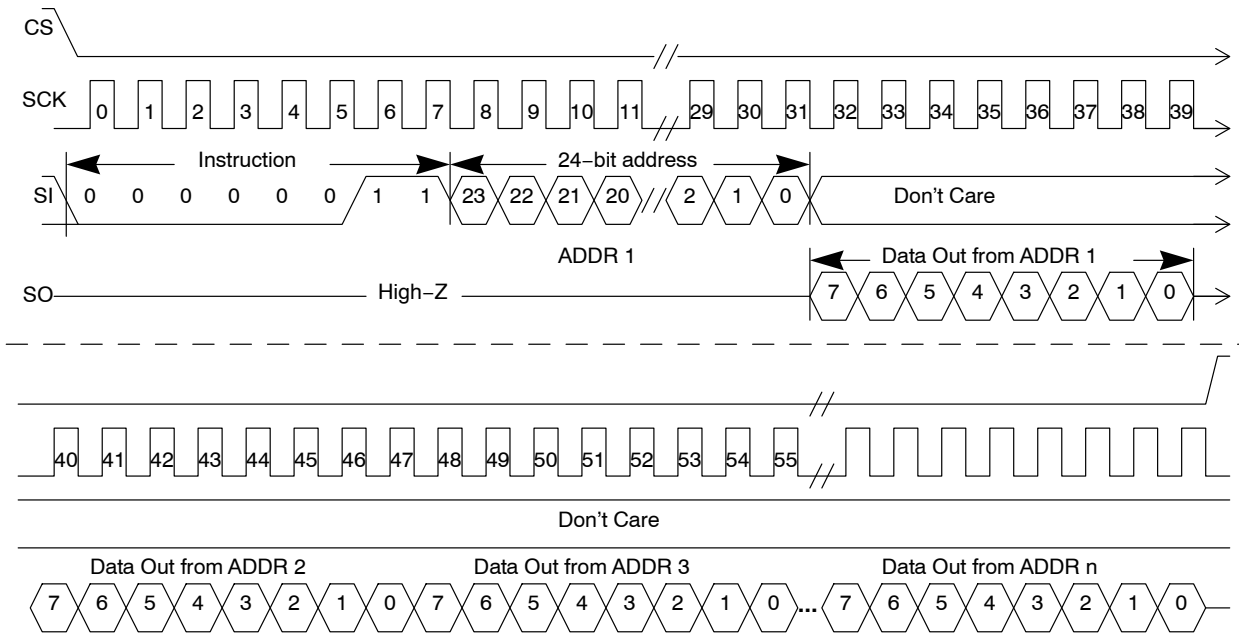 CS
SCK 0 1 2 3 4 5 6 7 8 9 10 11 29 30 31 32 33 34 35 36 37 38 39
Instruction 24−bit address
SI 0 0 0 0 0 0 1 1 23 22 21 20 2 1 0 Don't Care
ADDR 1 Data Out from ADDR 1
SO High−Z 7 6 5 4 3 2 1 0
40 41 42 43 44 45 46 47 48 49 50 51 52 53 54 55
Don't Care
Data Out from ADDR 2 Data Out from ADDR 3 Data Out from ADDR n
7 6 5 4 3 2 1 0 7 6 5 4 3 2 1 0 ... 7 6 5 4 3 2 1 0